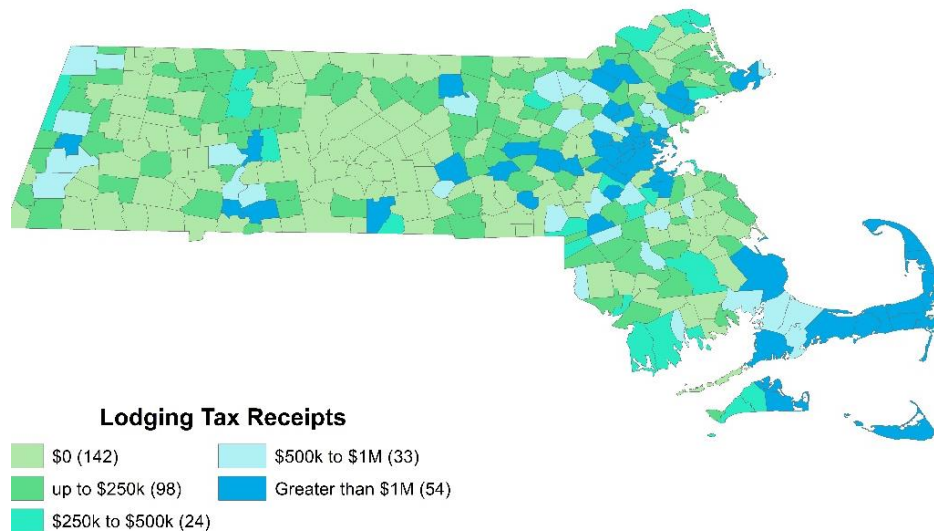 Lodging Tax Receipts
$0 (142)
$500k to $1M (33)
up to $250k (98)
Greater than $1M (54)
$250k to $500k (24)